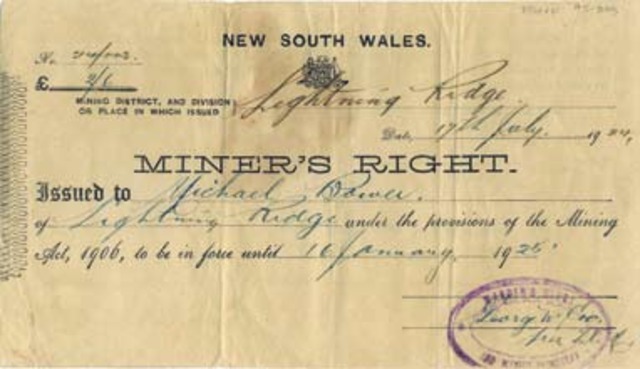 NEW SOUTH WALES.
No.
£ 2/6
MINING DISTRICT, AND DIVISION
OR PLACE IN WHICH ISSUED
Lightning Ridge.
Date, 17th July. 1924,
MINER'S RIGHT.
Issued to Michael Bower.
of Lightning Ridge under the provisions of the Mining
Act, 1906, to be in force until 16 January 1925